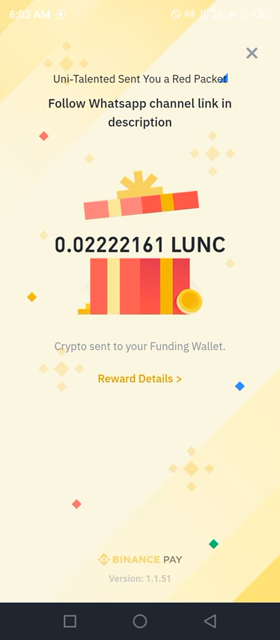 6:02 AM
Uni-Talented Sent You a Red Packet
Follow Whatsapp channel link in
description
0.02222161 LUNC
Crypto sent to your Funding Wallet.
Reward Details >
BINANCE PAY
Version: 1.1.51